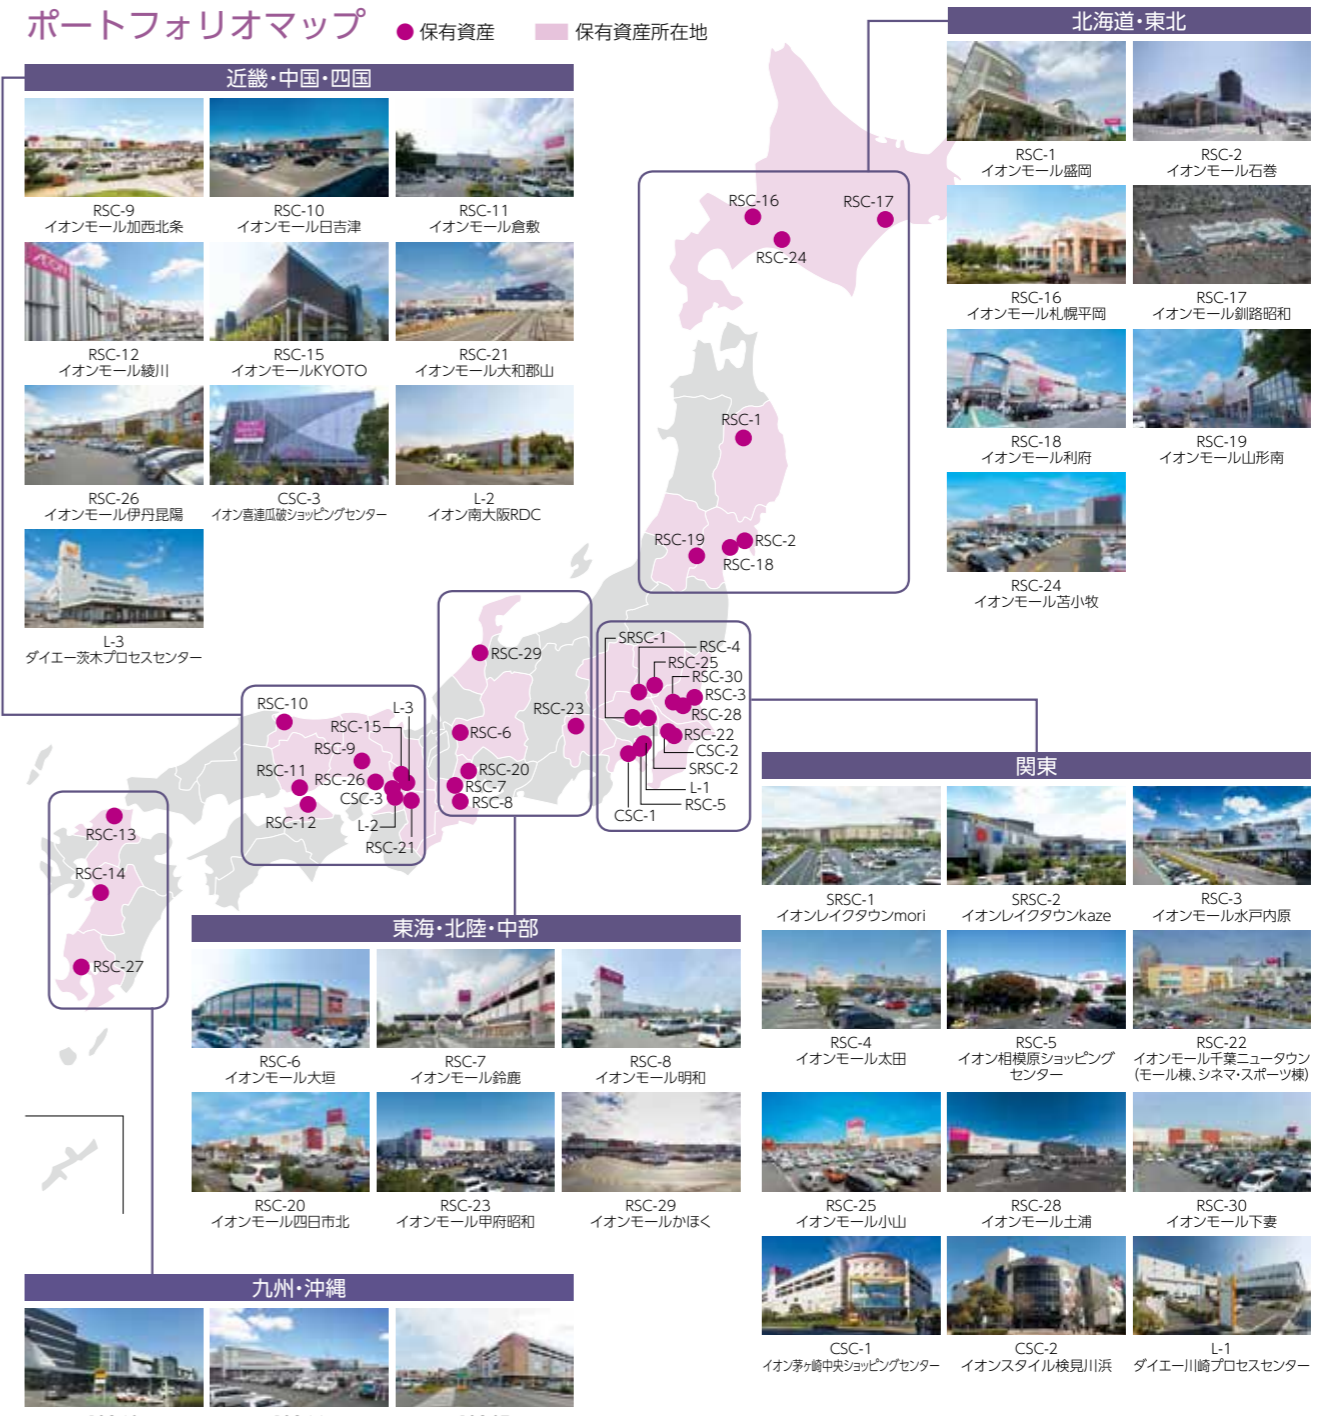 ポートフォリオマップ
保有資産
保有資産所在地
北海道・東北
RSC-1
イオンモール盛岡
RSC-2
イオンモール石巻
RSC-16
イオンモール札幌平岡
RSC-17
イオンモール釧路昭和
RSC-18
イオンモール利府
RSC-19
イオンモール山形南
RSC-24
イオンモール苫小牧
近畿・中国・四国
RSC-9
イオンモール加西北条
RSC-10
イオンモール日吉津
RSC-11
イオンモール倉敷
RSC-12
イオンモール綾川
RSC-15
イオンモールKYOTO
RSC-21
イオンモール大和郡山
RSC-26
イオンモール伊丹昆陽
CSC-3
イオン喜連瓜破ショッピングセンター
L-2
イオン南大阪RDC
L-3
ダイエー茨木プロセスセンター
RSC-16
RSC-17
RSC-24
RSC-1
RSC-19
RSC-2
RSC-18
SRSC-1
RSC-4
RSC-25
RSC-30
RSC-3
RSC-28
RSC-22
CSC-2
SRSC-2
L-1
RSC-5
CSC-1
RSC-29
RSC-23
RSC-6
RSC-20
RSC-7
RSC-8
RSC-10
L-3
RSC-15
RSC-9
RSC-11
RSC-26
CSC-3
RSC-12
L-2
RSC-21
RSC-13
RSC-14
RSC-27
関東
SRSC-1
イオンレイクタウンmori
SRSC-2
イオンレイクタウンkaze
RSC-3
イオンモール水戸内原
RSC-4
イオンモール太田
RSC-5
イオン相模原ショッピング
センター
RSC-22
イオンモール千葉ニュータウン
(モール棟、シネマ・スポーツ棟)
RSC-25
イオンモール小山
RSC-28
イオンモール土浦
RSC-30
イオンモール下妻
CSC-1
イオン茅ヶ崎中央ショッピングセンター
CSC-2
イオンスタイル検見川浜
L-1
ダイエー川崎プロセスセンター
東海・北陸・中部
RSC-6
イオンモール大垣
RSC-7
イオンモール鈴鹿
RSC-8
イオンモール明和
RSC-20
イオンモール四日市北
RSC-23
イオンモール甲府昭和
RSC-29
イオンモールかほく
九州・沖縄